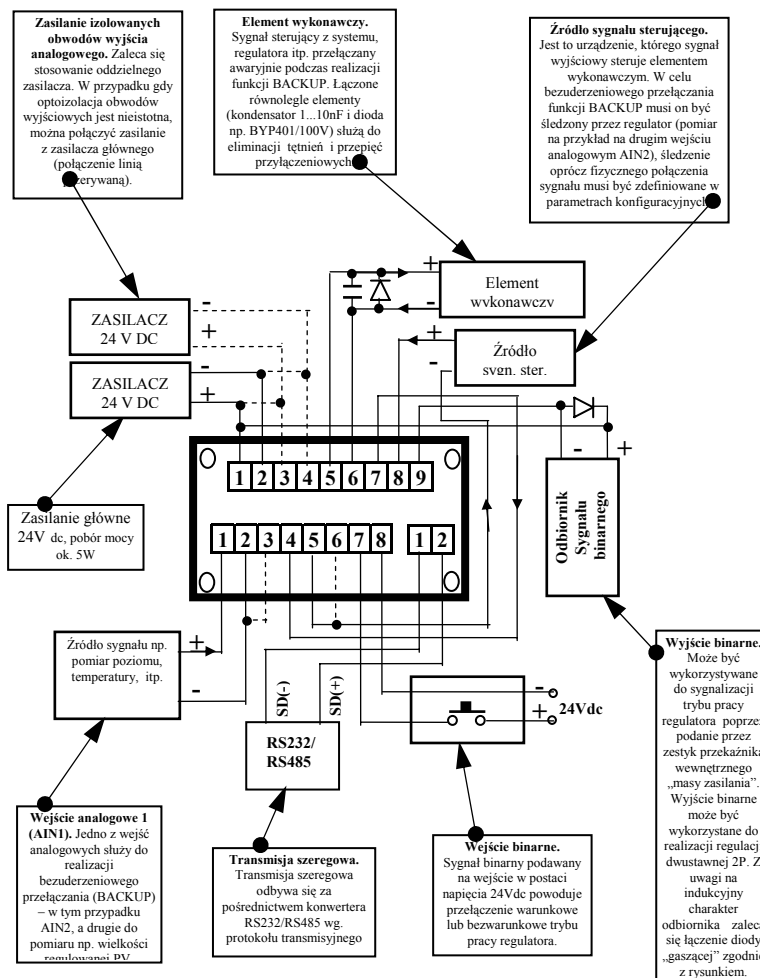 Zasilanie izolowanych
obwodów wyjścia
analogowego. Zaleca się
stosowanie oddzielnego
zasilacza. W przypadku gdy
optoizolacja obwodów
wyjściowych jest nieistotna,
można połączyć zasilanie
z zasilacza głównego
(połączenie linią
Element wykonawczy.
Sygnał sterujący z systemu,
regulatora itp. przełączany
awaryjnie podczas realizacji
funkcji BACKUP. Łączone
równolegle elementy
(kondensator 1...10nF i dioda
np. BYP401/100V) służą do
eliminacji tętnień i przepięć
przyłączeniowych
Źródło sygnału sterującego.
Jest to urządzenie, którego sygnał
wyjściowy steruje elementem
wykonawczym. W celu
bezuderzeniowego przełączania
funkcji BACKUP musi on być
śledzony przez regulator (pomiar
na przykład na drugim wejściu
analogowym AIN2), śledzenie
oprócz fizycznego połączenia
sygnału musi być zdefiniowane w
parametrach konfiguracyjnych
ZASILACZ
24 V DC
-
+
ZASILACZ
24 V DC
-
+
+
-
Element
wykonawczy
+
-
Źródło
sygn. ster.
1 2 3 4 5 6 7 8 9
1 2 3 4 5 6 7 8 1 2
- +
Odbiornik
Sygnału
binarnego
Zasilanie główne
24V dc, pobór mocy
ok. 5W
Źródło sygnału np.
pomiar poziomu,
temperatury, itp.
+
-
SD(-)
SD(+)
RS232/
RS485
-
+
24Vdc
Wejście analogowe 1
(AIN1). Jedno z wejść
analogowych służy do
realizacji
bezuderzeniowego
przełączania (BACKUP)
– w tym przypadku
AIN2, a drugie do
pomiaru np. wielkości
regulowanej PV
Transmisja szeregowa.
Transmisja szeregowa
odbywa się za
pośrednictwem konwertera
RS232/RS485 wg.
protokołu transmisyjnego
Wejście binarne.
Sygnał binarny podawany
na wejście w postaci
napięcia 24Vdc powoduje
przełączenie warunkowe
lub bezwarunkowe trybu
pracy regulatora.
Wyjście binarne.
Może być
wykorzystywane
do sygnalizacji
trybu pracy
regulatora poprzez
podanie przez
zestyk przekaźnika
wewnętrznego
„masy zasilania”.
Wyjście binarne
może być
wykorzystane do
realizacji regulacji
dwustawnej 2P. Z
uwagi na
indukcyjny
charakter
odbiornika zaleca
się łączenie diody
„gaszącej” zgodnie
z rysunkiem.